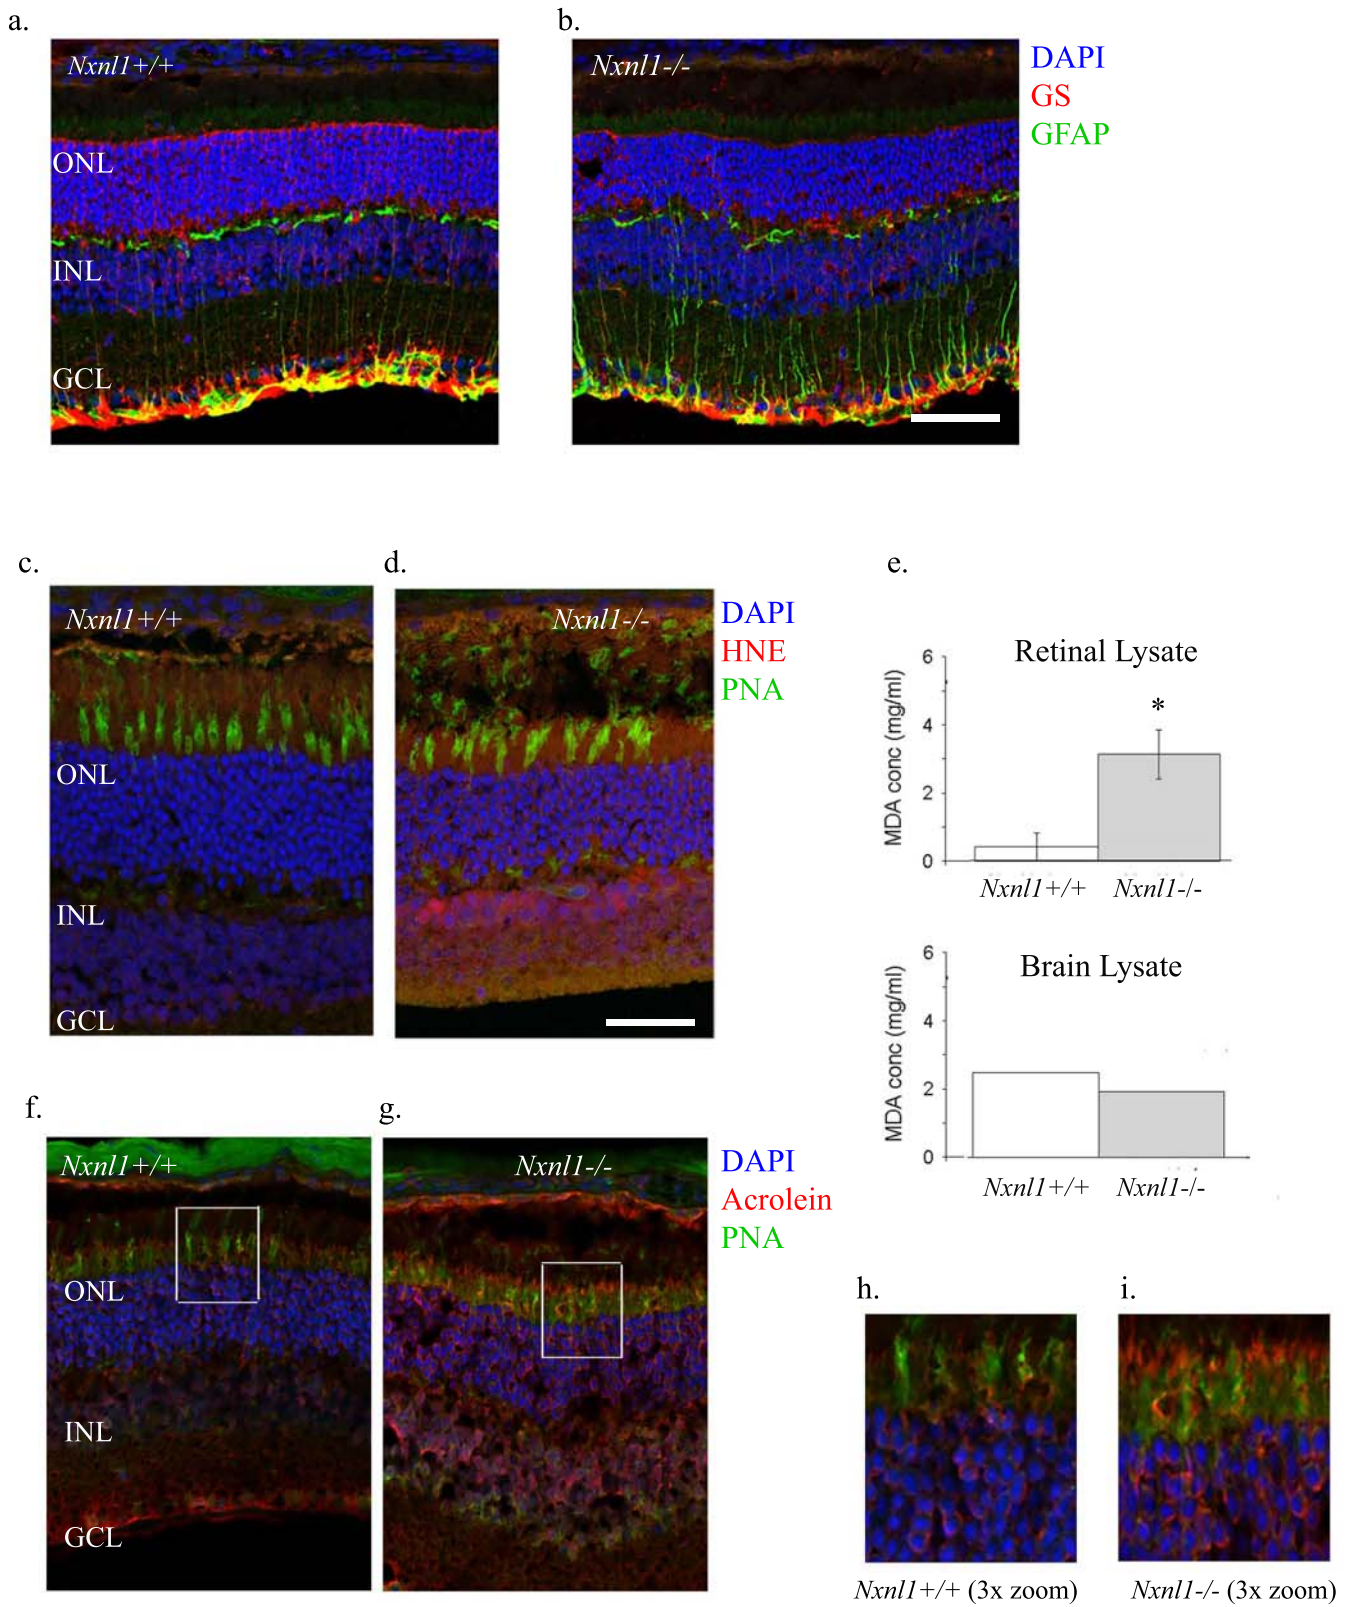 a.
Nxnl1+/+
ONL
INL
GCL
b.
Nxnl1-/-
DAPI
GS
GFAP
c.
Nxnl1+/+
ONL
INL
GCL
d.
Nxnl1-/-
DAPI
HNE
PNA
e.
Retinal Lysate
*
MDA conc (mg/ml)
6
4
2
0
Nxnl1+/+ Nxnl1-/-
Brain Lysate
MDA conc (mg/ml)
6
4
2
0
Nxnl1+/+ Nxnl1-/-
f.
Nxnl1+/+
ONL
INL
GCL
g.
Nxnl1-/-
DAPI
Acrolein
PNA
h.
Nxnl1+/+ (3x zoom)
i.
Nxnl1-/- (3x zoom)